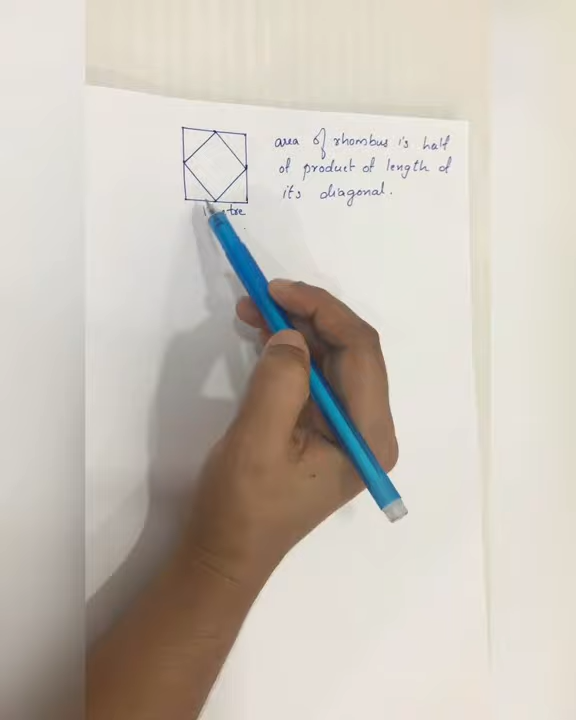 area of rhombus is half
of product of length of
its diagonal.